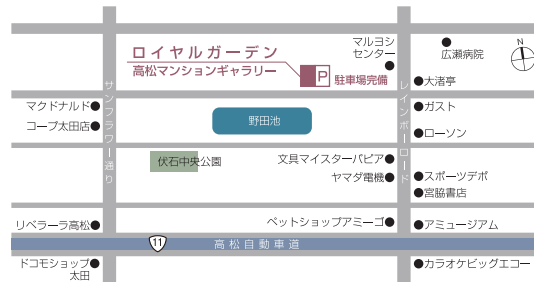 ロイヤルガーデン
高松マンションギャラリー
P
駐車場完備
マルヨシ
センター
広瀬病院
N
大渚亭
サンフラワー通り
レインボーロード
マクドナルド
コープ太田店
野田池
ガスト
ローソン
伏石中央公園
文具マイスターパピア
ヤマダ電機
スポーツデポ
宮脇書店
リベラーラ高松
ペットショップアミーゴ
アミュージアム
11
高松自動車道
ドコモショップ
太田
カラオケビッグエコー